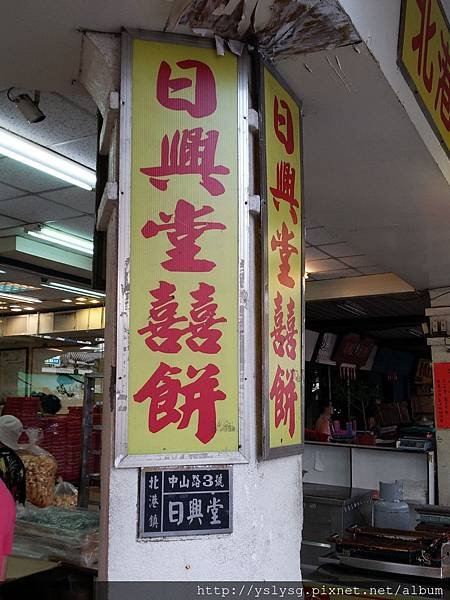 日興堂囍餅
日興堂囍餅
北
北港鎮
中山路3號
日興堂
http://yslysg.pixnet.net/album